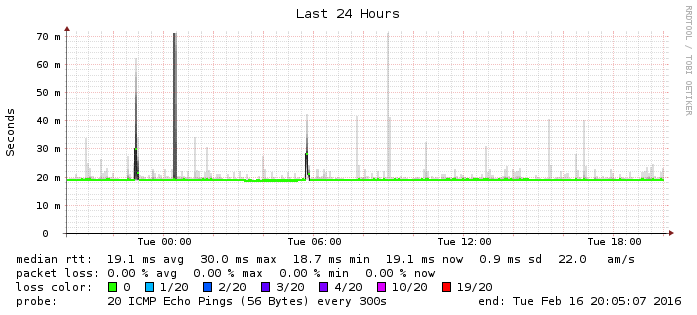 Last 24 Hours
RRDTOOL / TOBI OETIKER
Seconds
70 m
60 m
50 m
40 m
30 m
20 m
10 m
0
Tue 00:00 Tue 06:00 Tue 12:00 Tue 18:00
median rtt: 19.1 ms avg 30.0 ms max 18.7 ms min 19.1 ms now 0.9 ms sd 22.0 am/s
packet loss: 0.00 % avg 0.00 % max 0.00 % min 0.00 % now
loss color: 0 1/20 2/20 3/20 4/20 10/20 19/20
probe: 20 ICMP Echo Pings (56 Bytes) every 300s end: Tue Feb 16 20:05:07 2016